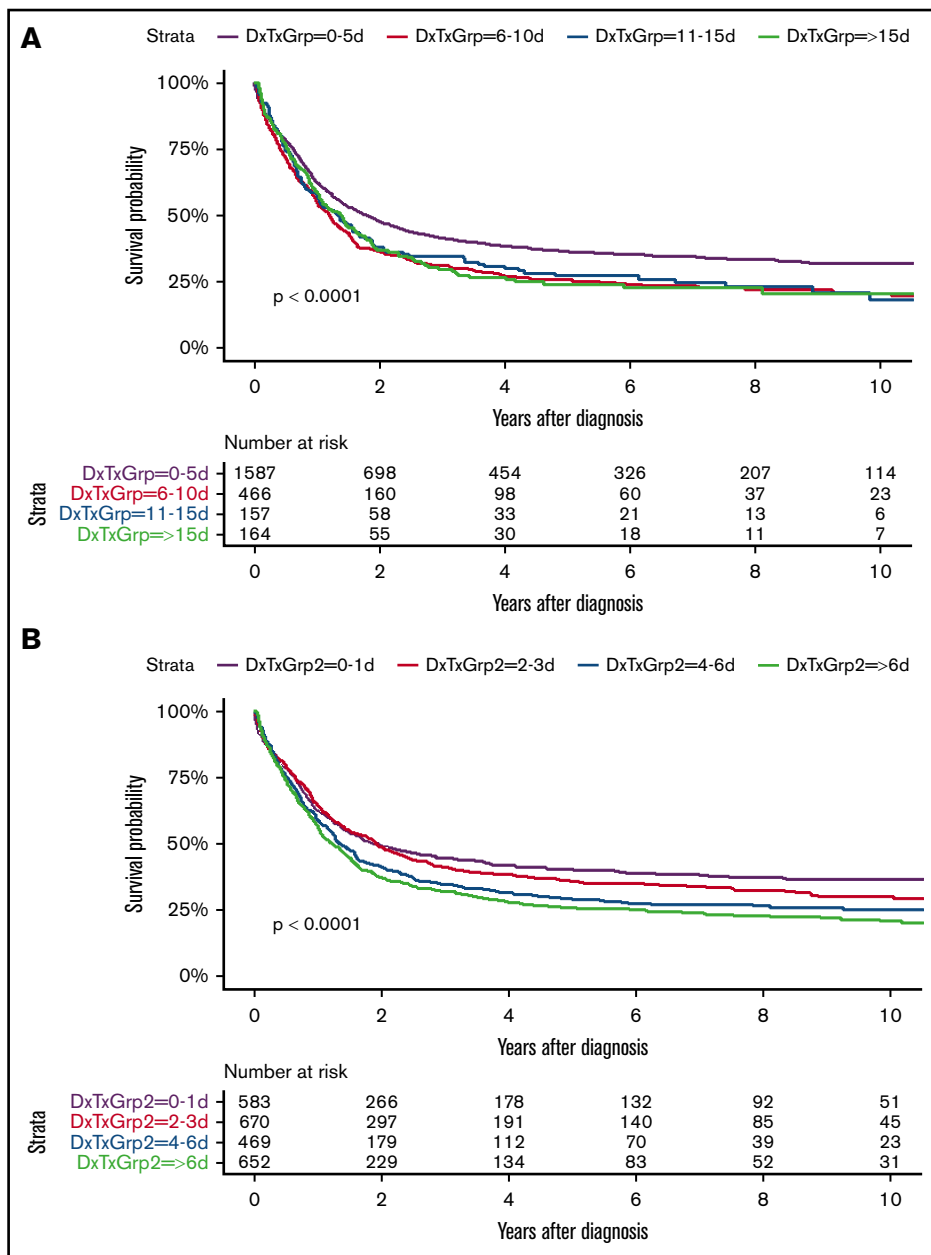 A
Strata DxTxGrp=0-5d DxTxGrp=6-10d DxTxGrp=11-15d DxTxGrp=>15d
100%
75%
50%
25%
0%
Survival probability
p < 0.0001
0 2 4 6 8 10
Years after diagnosis
Number at risk
Strata
DxTxGrp=0-5d 1587 698 454 326 207 114
DxTxGrp=6-10d 466 160 98 60 37 23
DxTxGrp=11-15d 157 58 33 21 13 6
DxTxGrp=>15d 164 55 30 18 11 7
0 2 4 6 8 10
Years after diagnosis
B
Strata DxTxGrp2=0-1d DxTxGrp2=2-3d DxTxGrp2=4-6d DxTxGrp2=>6d
100%
75%
50%
25%
0%
Survival probability
p < 0.0001
0 2 4 6 8 10
Years after diagnosis
Number at risk
Strata
DxTxGrp2=0-1d 583 266 178 132 92 51
DxTxGrp2=2-3d 670 297 191 140 85 45
DxTxGrp2=4-6d 469 179 112 70 39 23
DxTxGrp2=>6d 652 229 134 83 52 31
0 2 4 6 8 10
Years after diagnosis